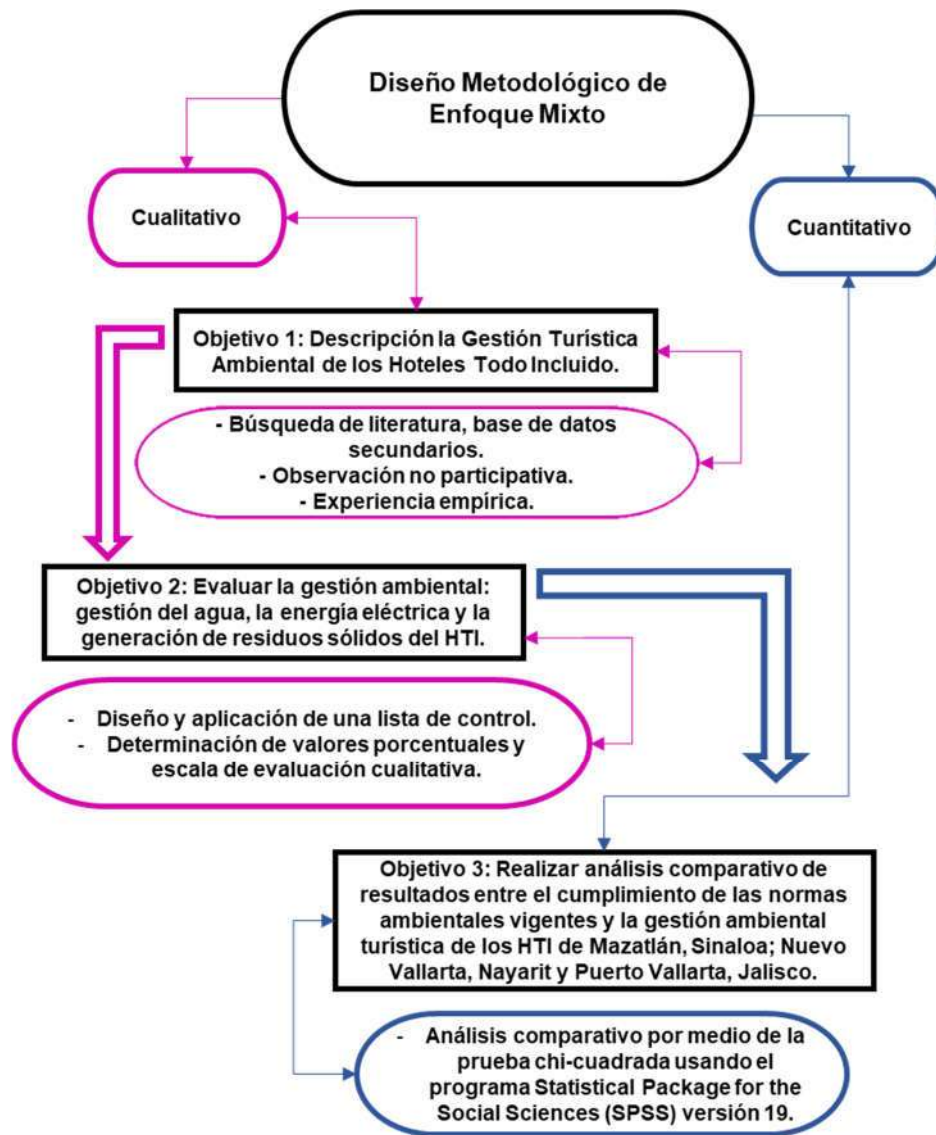 Diseño Metodológico de
Enfoque Mixto
Cualitativo
Cuantitativo
Objetivo 1: Descripción la Gestión Turística
Ambiental de los Hoteles Todo Incluido.
- Búsqueda de literatura, base de datos
secundarios.
- Observación no participativa.
- Experiencia empírica.
Objetivo 2: Evaluar la gestión ambiental:
gestión del agua, la energía eléctrica y la
generación de residuos sólidos del HTI.
- Diseño y aplicación de una lista de control.
- Determinación de valores porcentuales y
escala de evaluación cualitativa.
Objetivo 3: Realizar análisis comparativo de
resultados entre el cumplimiento de las normas
ambientales vigentes y la gestión ambiental
turística de los HTI de Mazatlán, Sinaloa; Nuevo
Vallarta, Nayarit y Puerto Vallarta, Jalisco.
- Análisis comparativo por medio de la
prueba chi-cuadrada usando el
programa Statistical Package for the
Social Sciences (SPSS) versión 19.